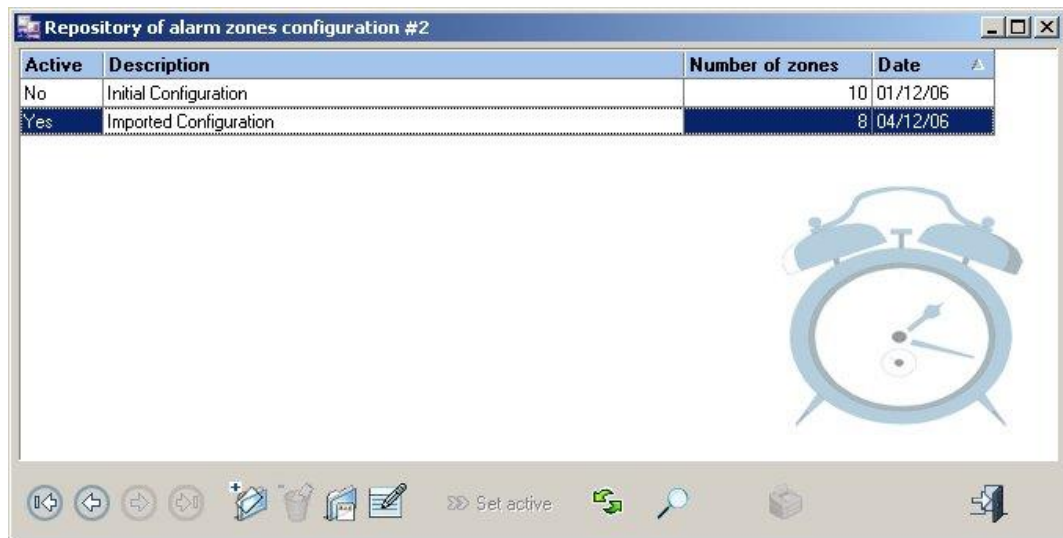 Repository of alarm zones configuration #2
Active Description Number of zones Date
No Initial Configuration 10 01/12/06
Yes Imported Configuration 8 04/12/06
Set active